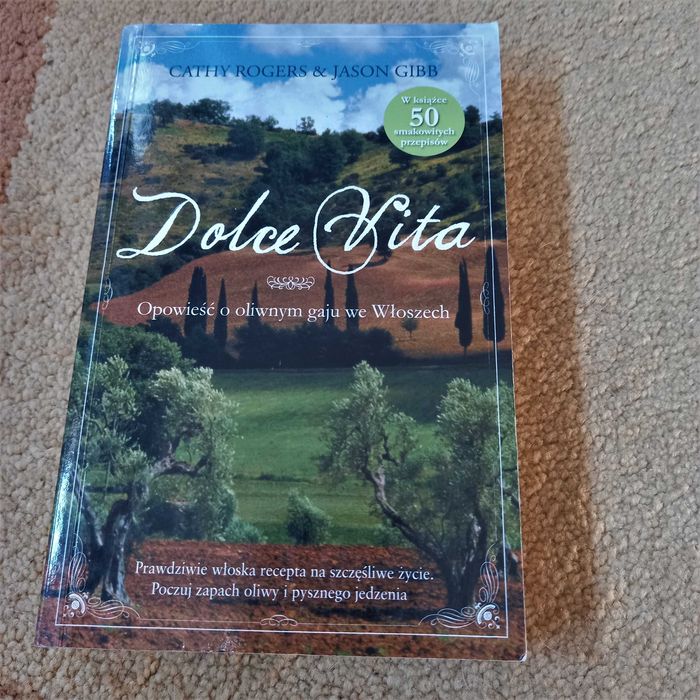 CATHY ROGERS & JASON GIBB
W książce
50
smakowitych
przepisów
Dolce Vita
Opowieść o oliwnym gaju we Włoszech
Prawdziwie włoska recepta na szczęśliwe życie.
Poczuj zapach oliwy i pysznego jedzenia